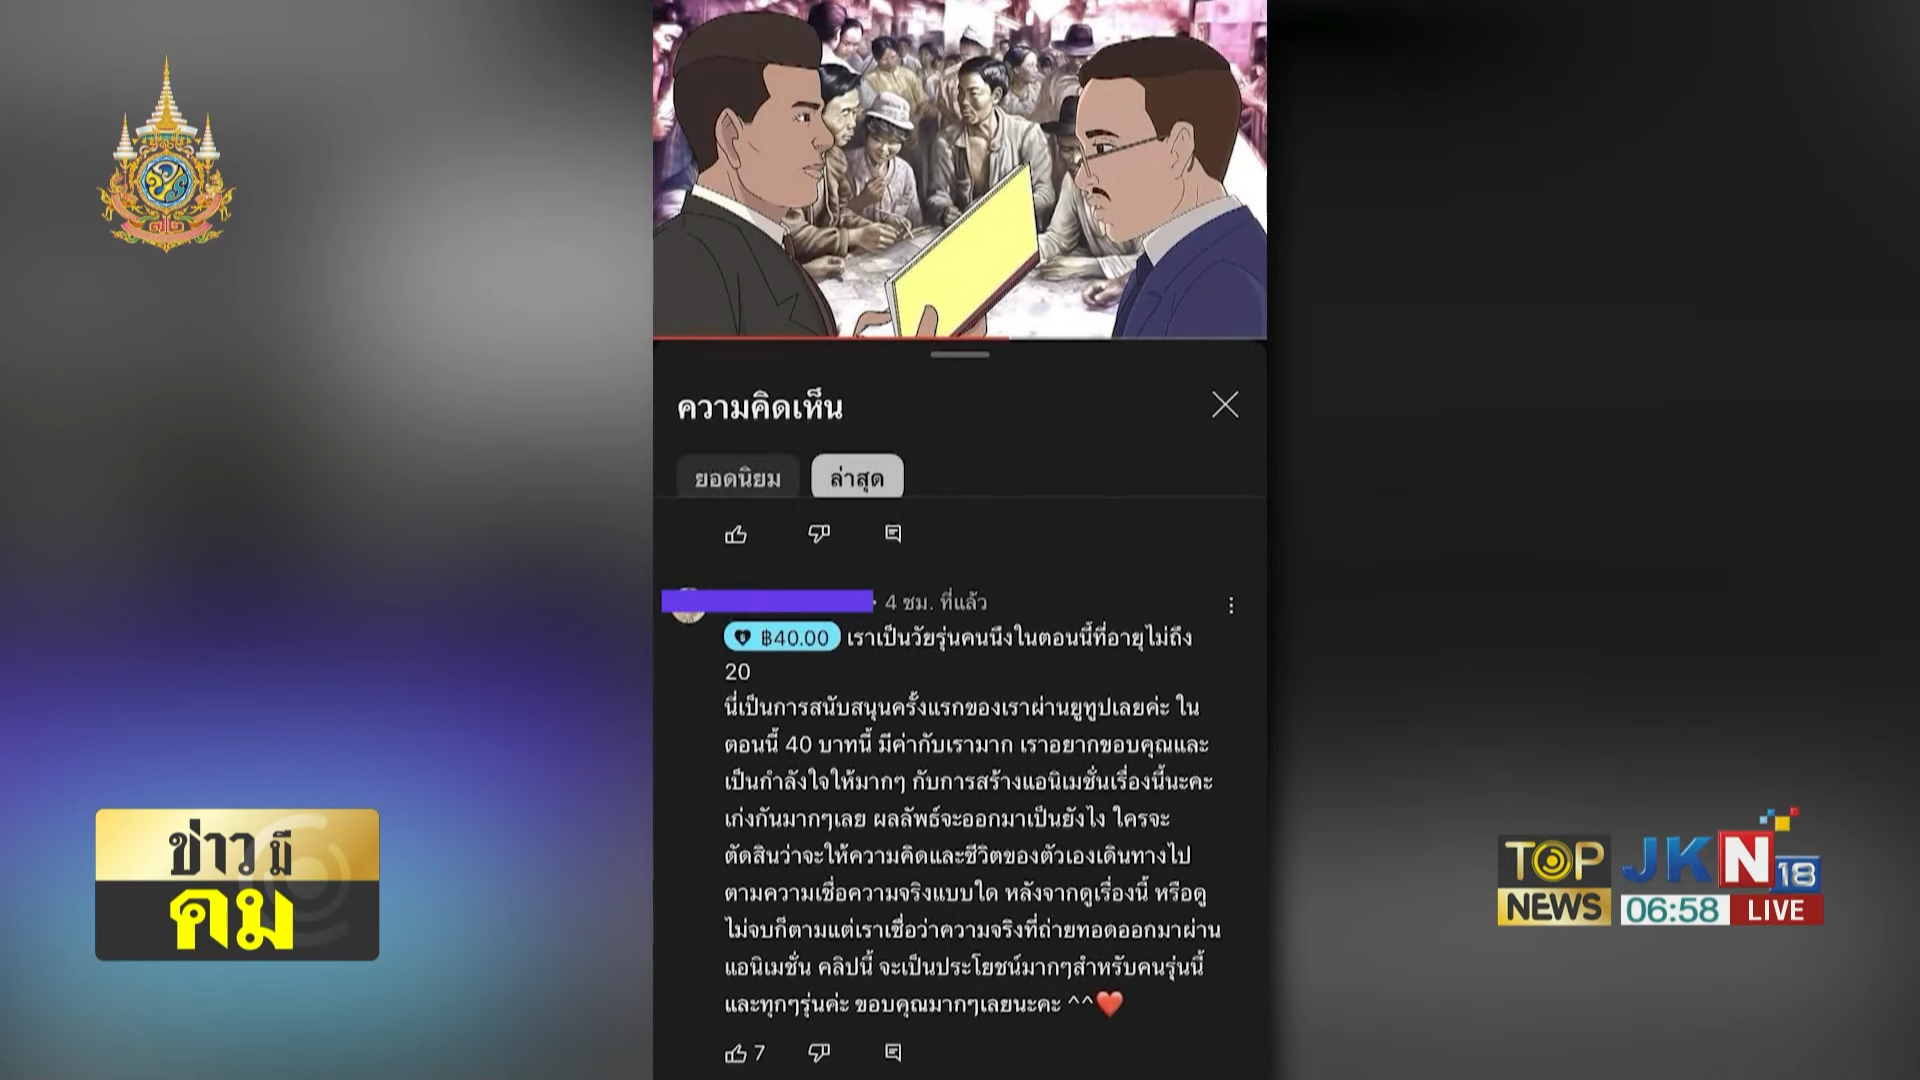 ความคิดเห็น
ยอดนิยม
ล่าสุด
4 ชม. ที่แล้ว
฿40.00 เราเป็นวัยรุ่นคนนึงในตอนนี้ที่อายุไม่ถึง
20
นี่เป็นการสนับสนุนครั้งแรกของเราผ่านยูทูปเลยค่ะ ใน
ตอนนี้ 40 บาทนี้ มีค่ากับเรามาก เราอยากขอบคุณและ
เป็นกำลังใจให้มากๆ กับการสร้างแอนิเมชั่นเรื่องนี้นะคะ
เก่งกันมากๆเลย ผลลัพธ์จะออกมาเป็นยังไง ใครจะ
ตัดสินว่าจะให้ความคิดและชีวิตของตัวเองเดินทางไป
ตามความเชื่อความจริงแบบใด หลังจากดูเรื่องนี้ หรือดู
ไม่จบก็ตามแต่เราเชื่อว่าความจริงที่ถ่ายทอดออกมาผ่าน
แอนิเมชั่น คลิปนี้ จะเป็นประโยชน์มากๆสำหรับคนรุ่นนี้
และทุกๆรุ่นค่ะ ขอบคุณมากๆเลยนะคะ ^^❤️
7
ข่าวมี
คม
TOP
NEWS
JKN18
06:58 LIVE